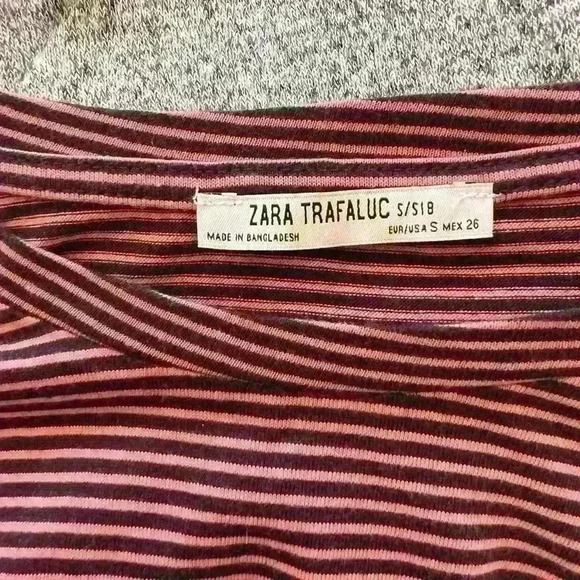 ZARA TRAFALUC S/S18
MADE IN BANGLADESH EUR/USA S MEX 26